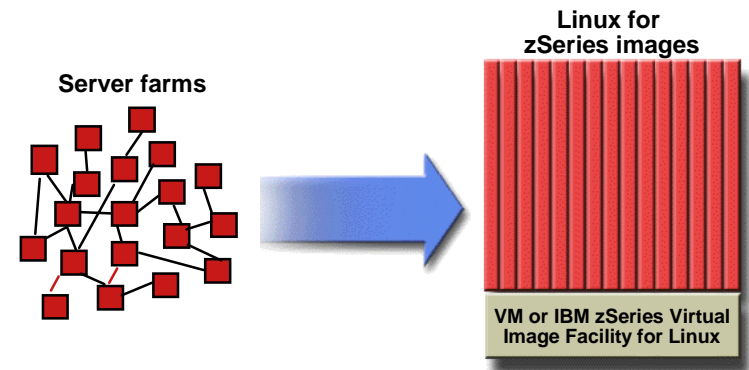 Server farms
Linux for
zSeries images
VM or IBM zSeries Virtual
Image Facility for Linux